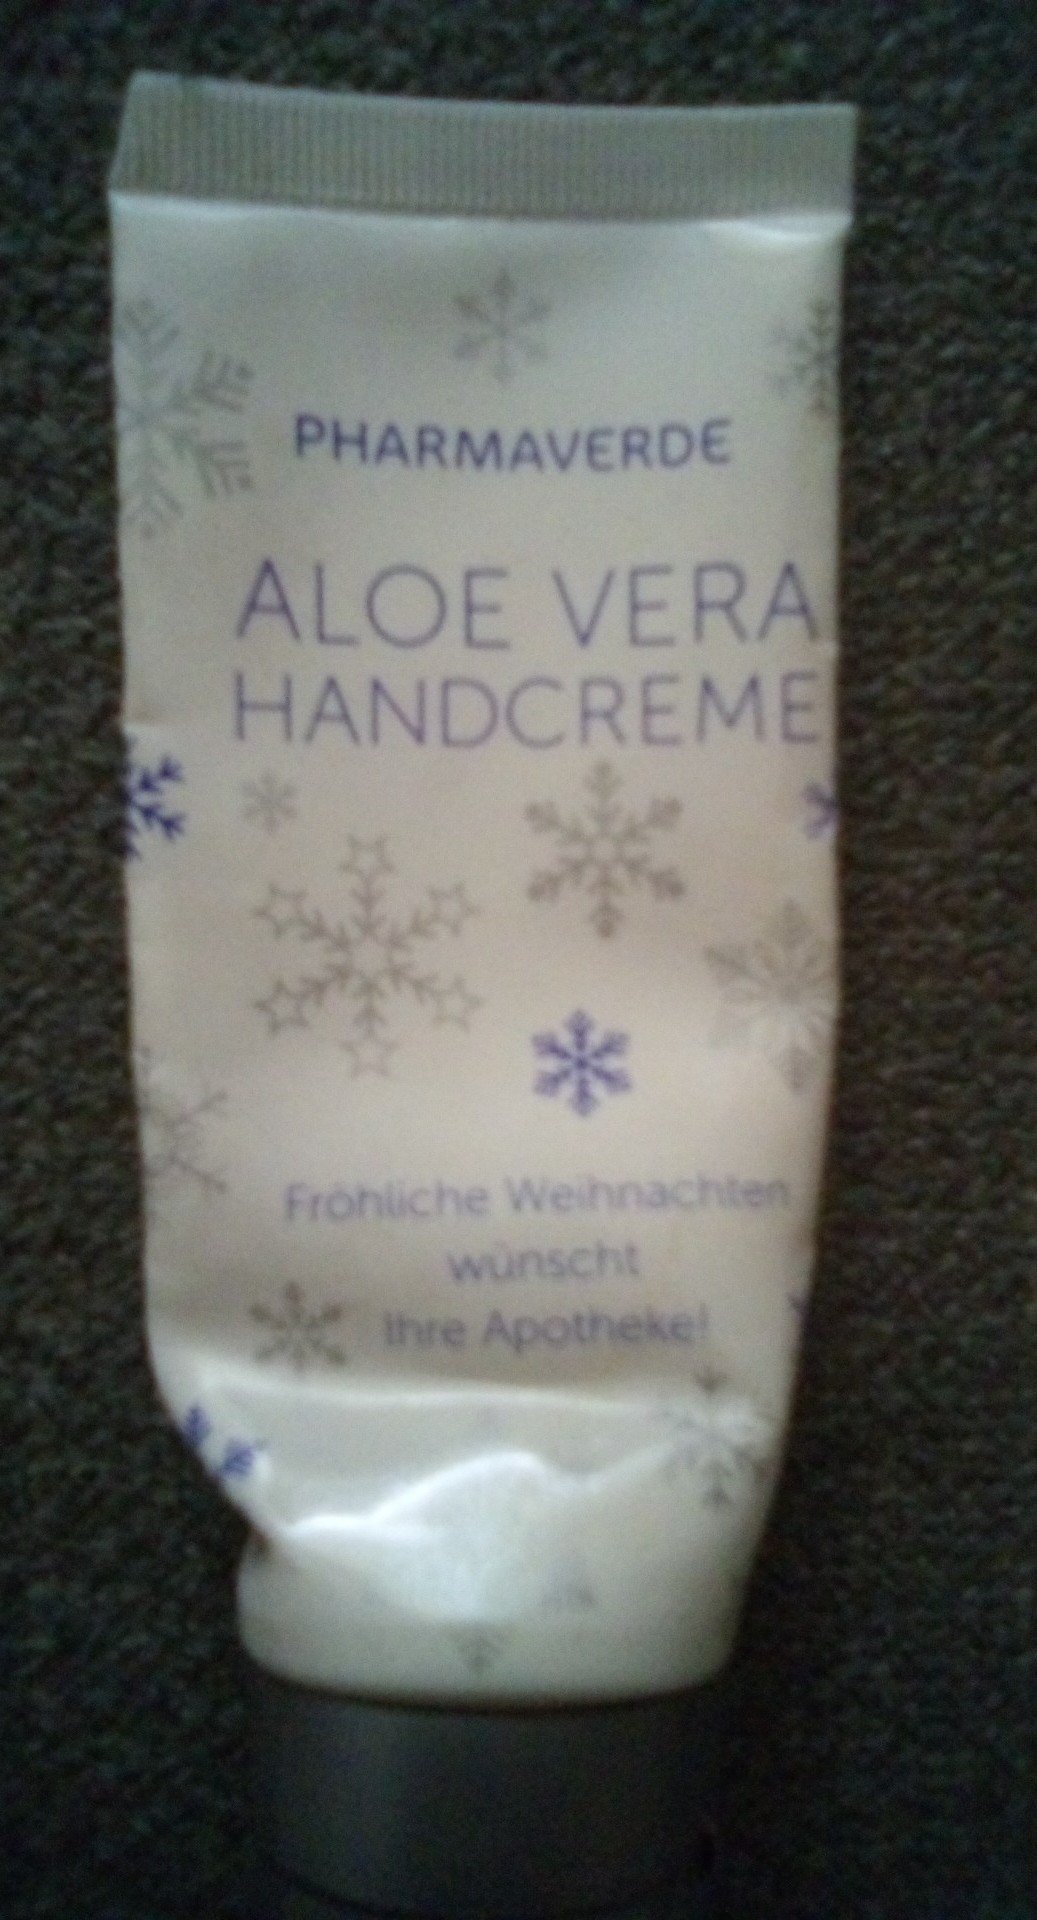 PHARMAVERDE
ALOE VERA
HANDCREME
Fröhliche Weihnachten
wünscht
Ihre Apotheke!